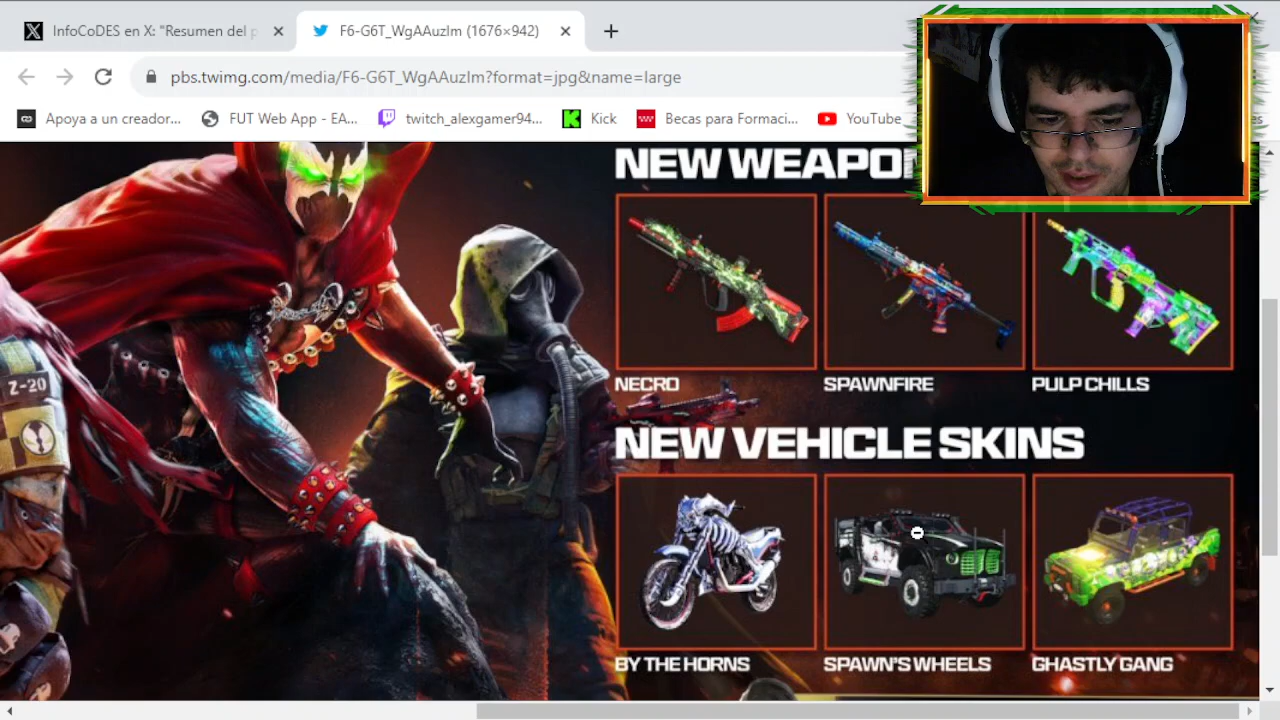 InfoCoDES en X: "Resumen del p
F6-G6T_WgAAuzIm (1676×942)
pbs.twimg.com/media/F6-G6T_WgAAuzIm?format=jpg&name=large
Apoya a un creador...
FUT Web App - EA...
twitch_alexgamer94...
Kick
Becas para Formaci...
YouTube
NEW WEAPON
NECRO
SPAWNFIRE
PULP CHILLS
Z-20
NEW VEHICLE SKINS
BY THE HORNS
SPAWN'S WHEELS
GHASTLY GANG